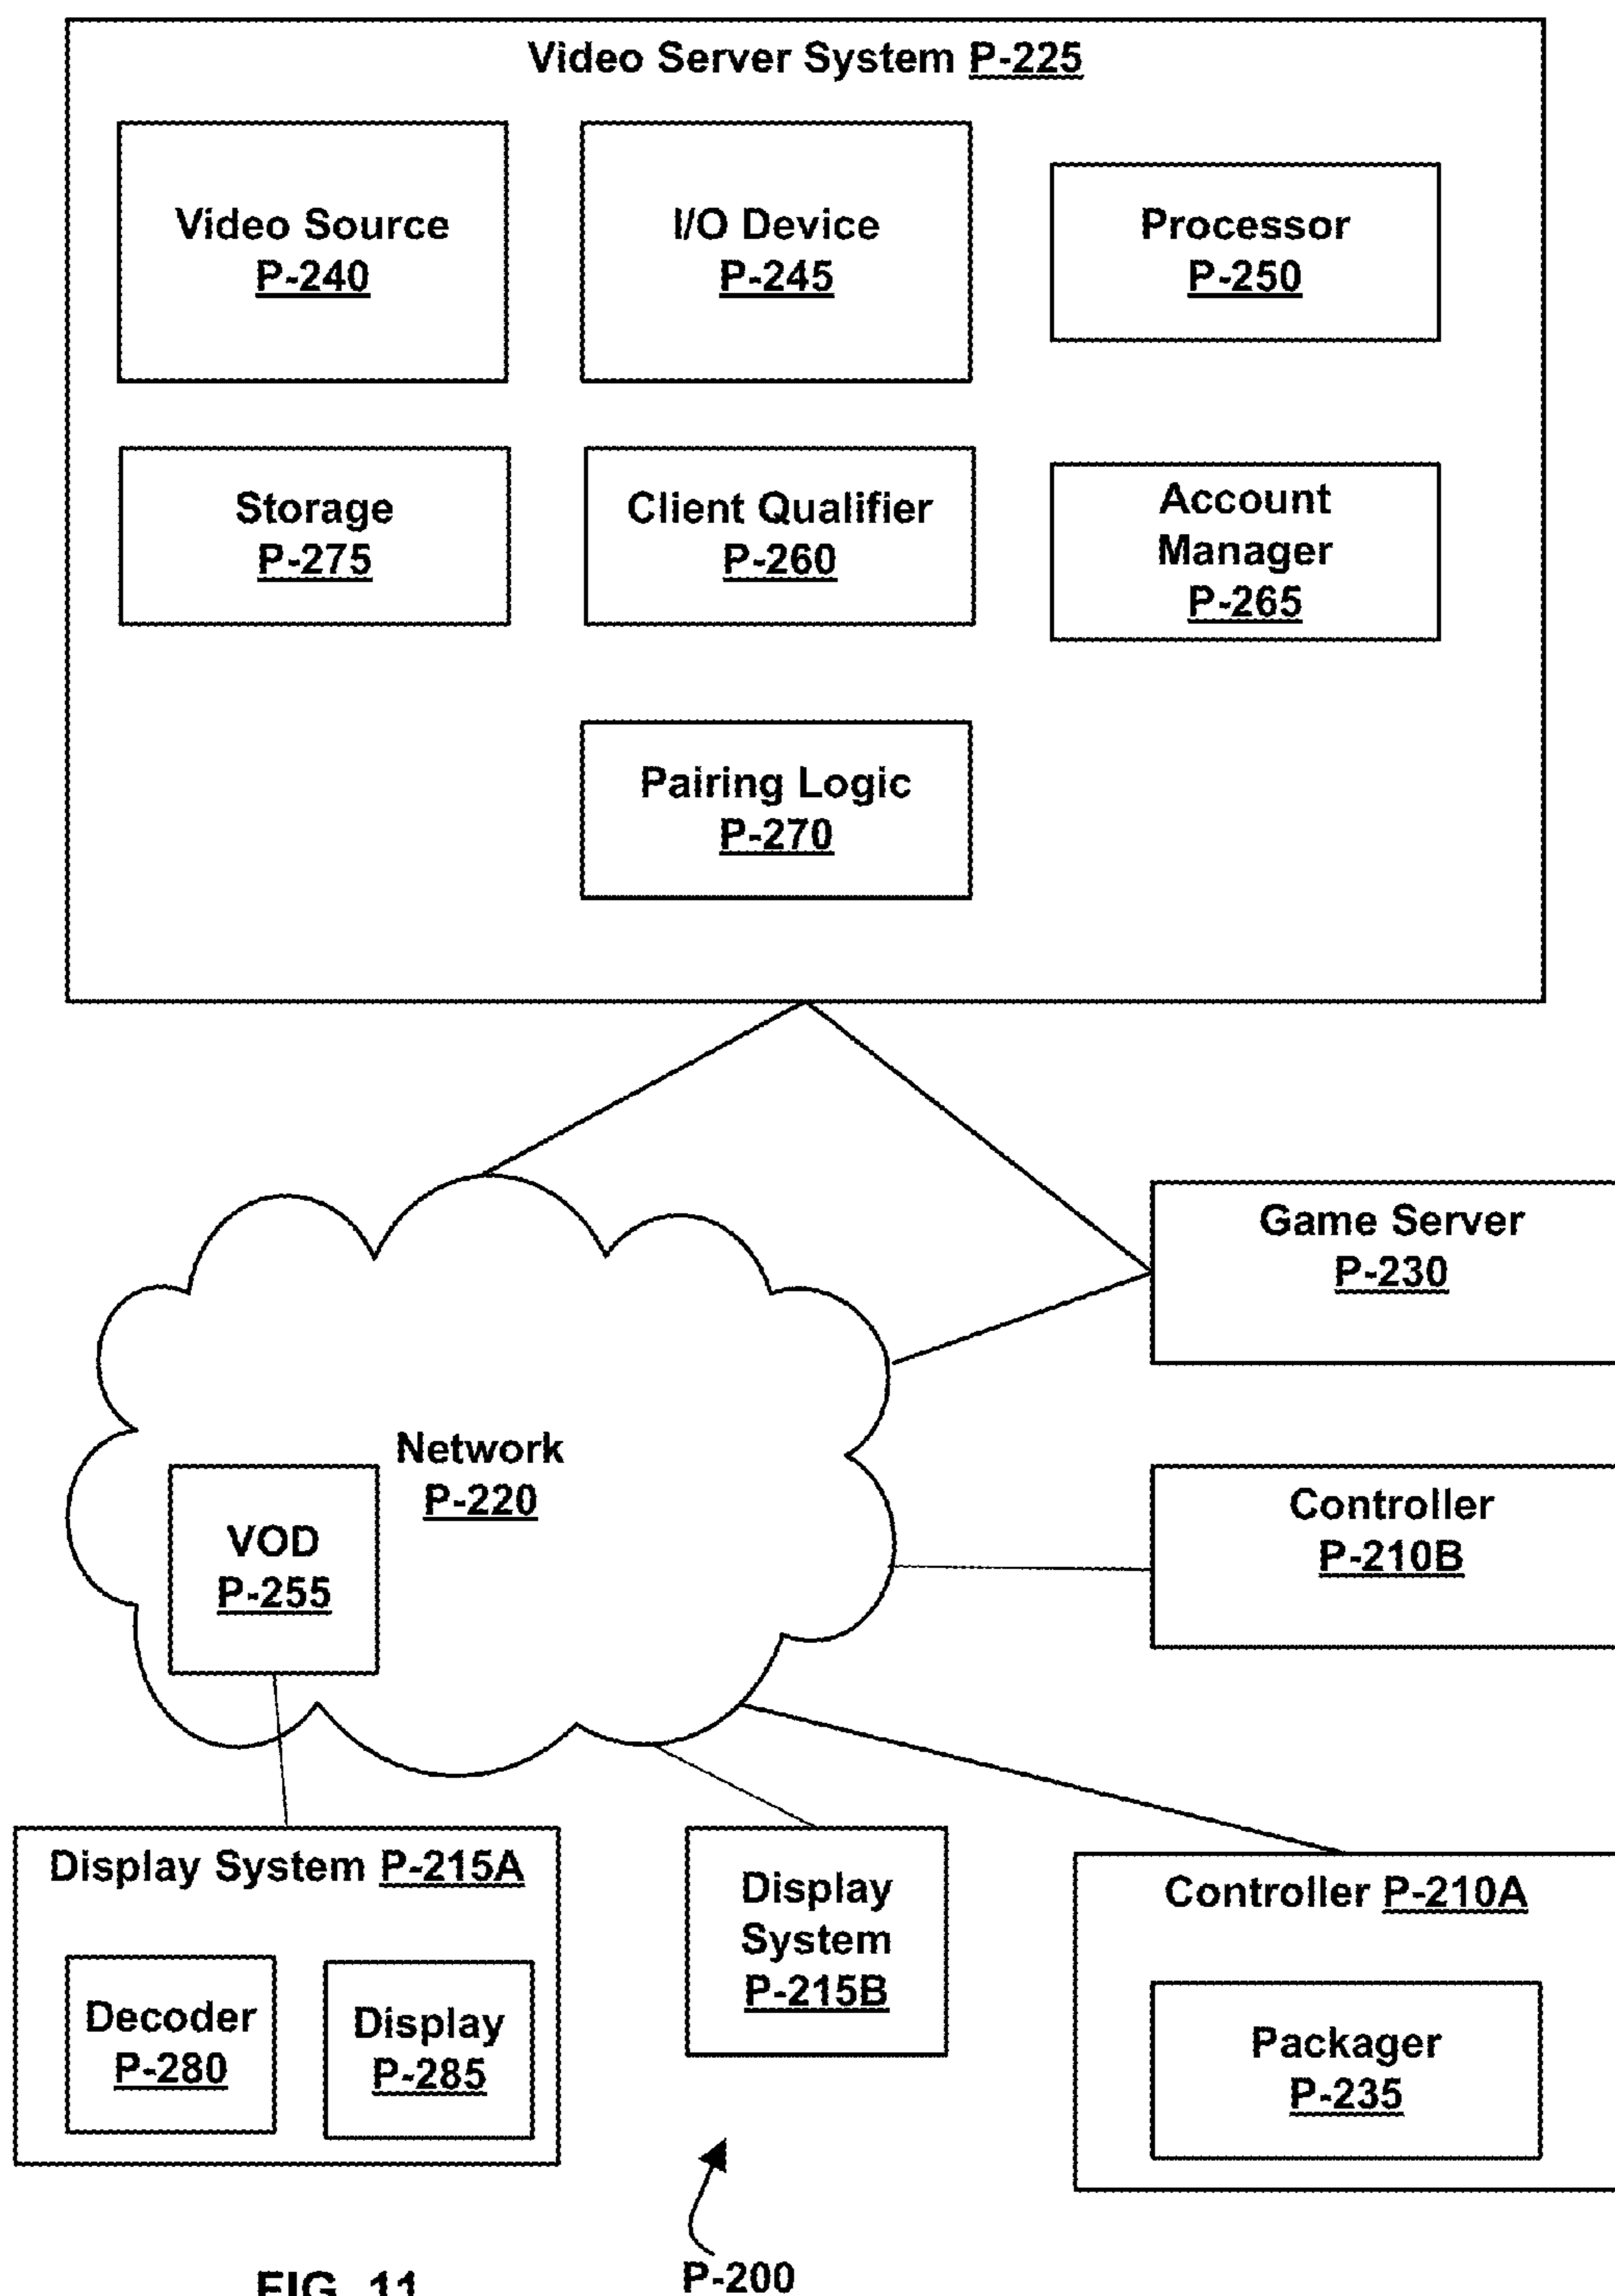 Video Server System P-225
Video Source
P-240
I/O Device
P-245
Processor
P-250
Storage
P-275
Client Qualifier
P-260
Account
Manager
P-265
Pairing Logic
P-270
Game Server
P-230
Network
P-220
VOD
P-255
Controller
P-210B
Display System P-215A
Decoder
P-280
Display
P-285
Display
System
P-215B
Controller P-210A
Packager
P-235
P-200
FIG. 11